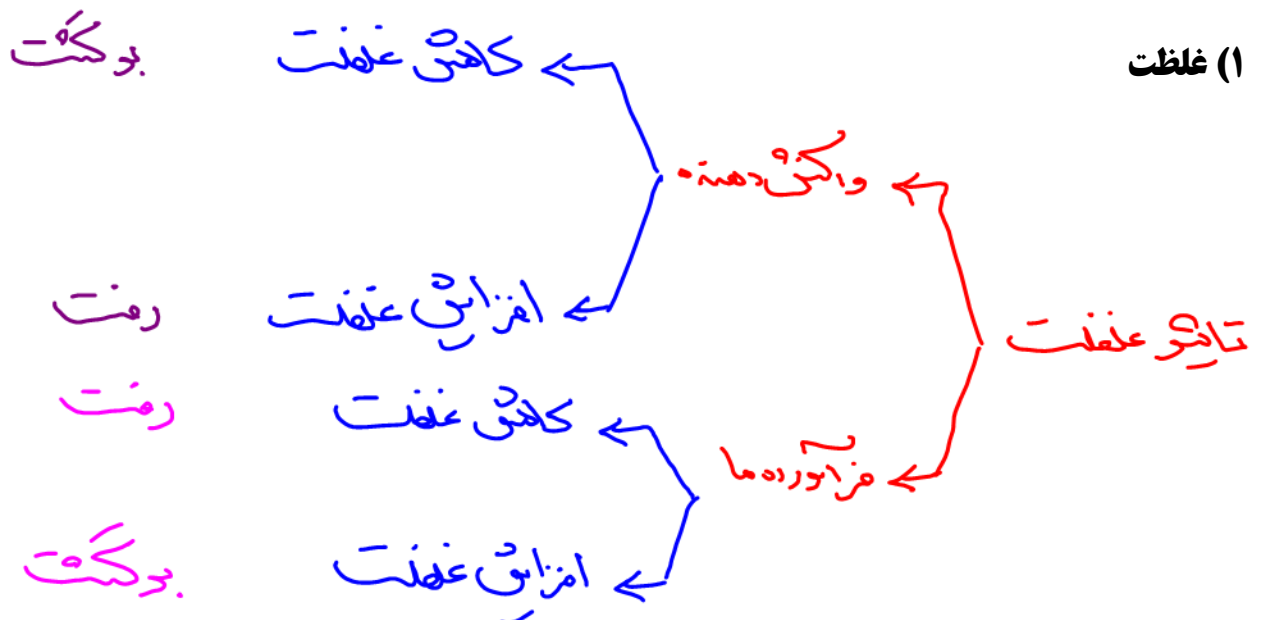 ۱) غلظت
کاهش غلظت برگشت
واکنش‌دهنده
افزایش غلظت رفت
تاثیر غلظت
کاهش غلظت رفت
فرآورده‌ها
افزایش غلظت برگشت